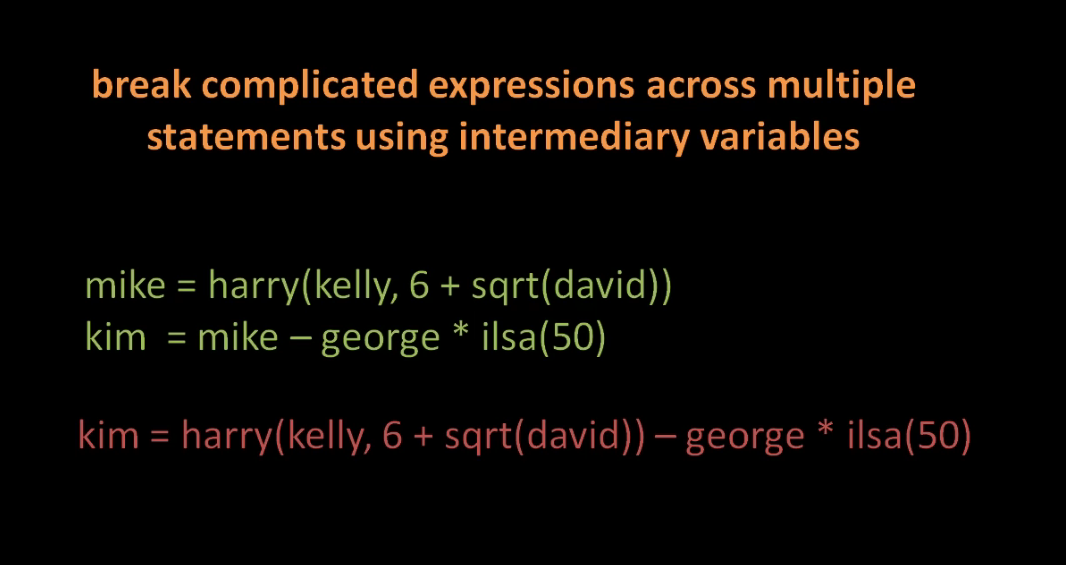 break complicated expressions across multiple
statements using intermediary variables
mike = harry(kelly, 6 + sqrt(david))
kim  = mike – george * ilsa(50)
kim = harry(kelly, 6 + sqrt(david)) – george * ilsa(50)